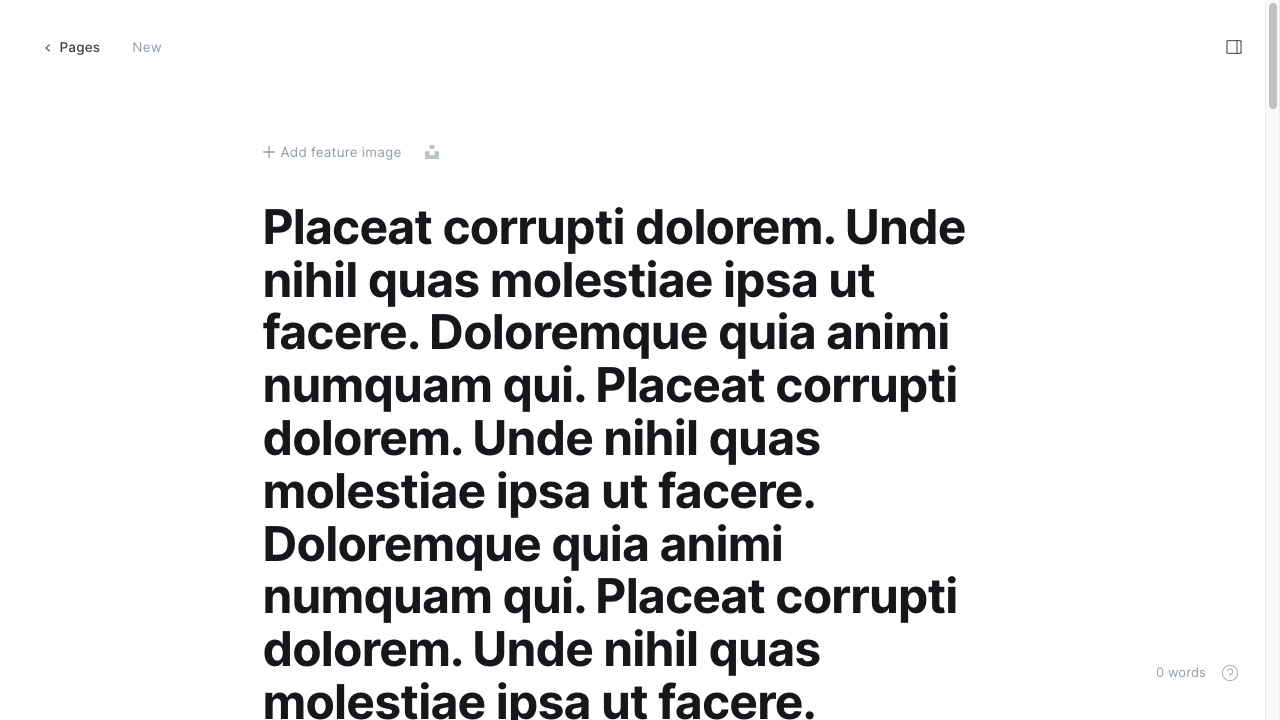 Pages
New
Add feature image
Placeat corrupti dolorem. Unde
nihil quas molestiae ipsa ut
facere. Doloremque quia animi
numquam qui. Placeat corrupti
dolorem. Unde nihil quas
molestiae ipsa ut facere.
Doloremque quia animi
numquam qui. Placeat corrupti
dolorem. Unde nihil quas
molestiae ipsa ut facere.
0 words